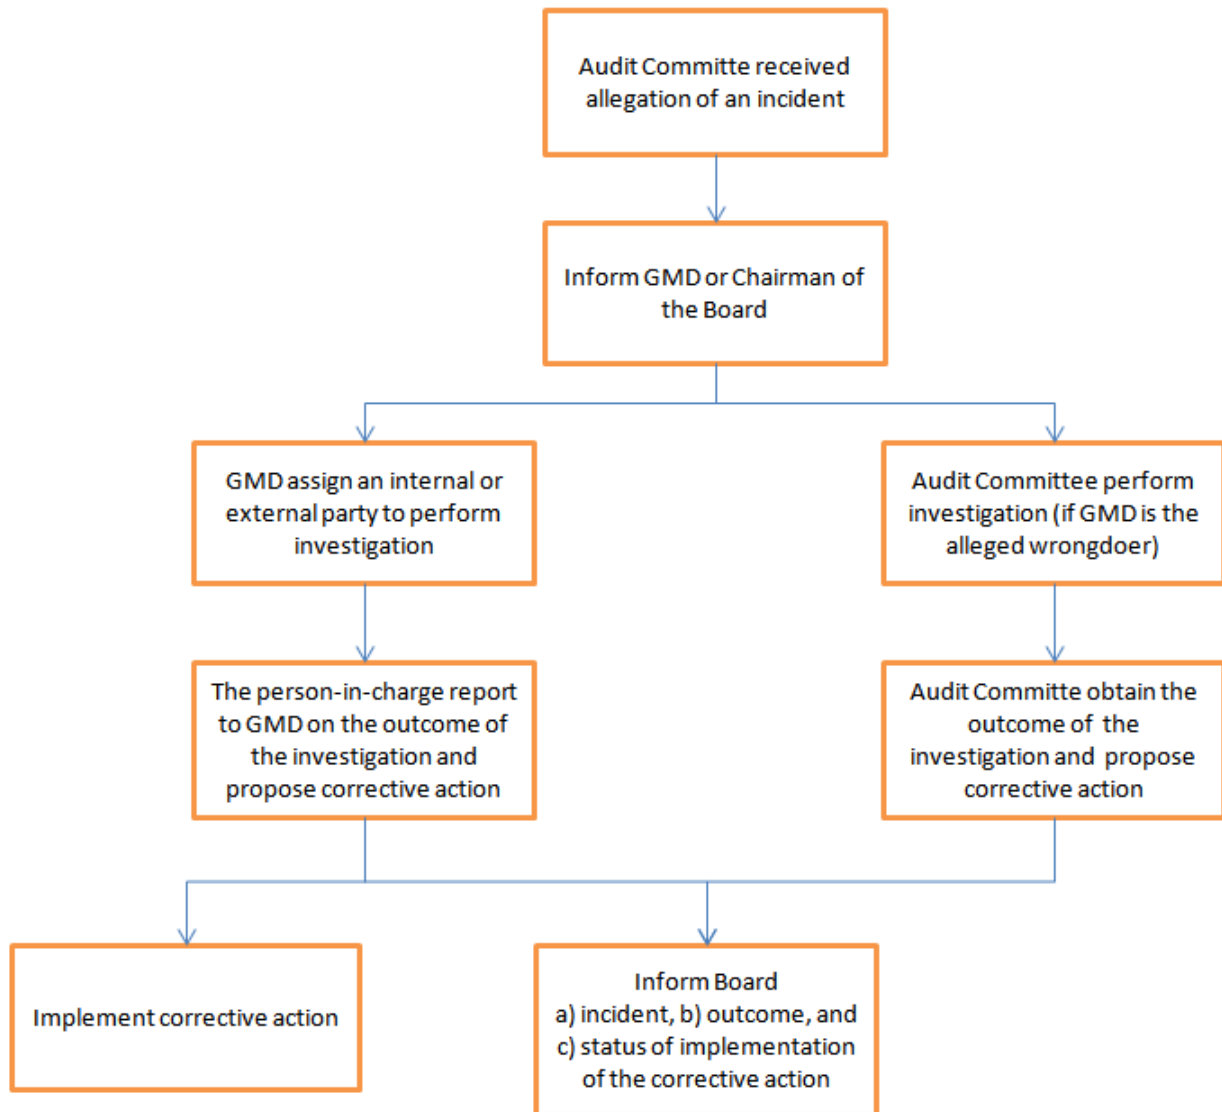 Audit Committe received
allegation of an incident
Inform GMD or Chairman of
the Board
GMD assign an internal or
external party to perform
investigation
Audit Committee perform
investigation (if GMD is the
alleged wrongdoer)
The person-in-charge report
to GMD on the outcome of
the investigation and
propose corrective action
Audit Committe obtain the
outcome of  the
investigation and  propose
corrective action
Implement corrective action
Inform Board
a) incident, b) outcome, and
c) status of implementation
of the corrective action